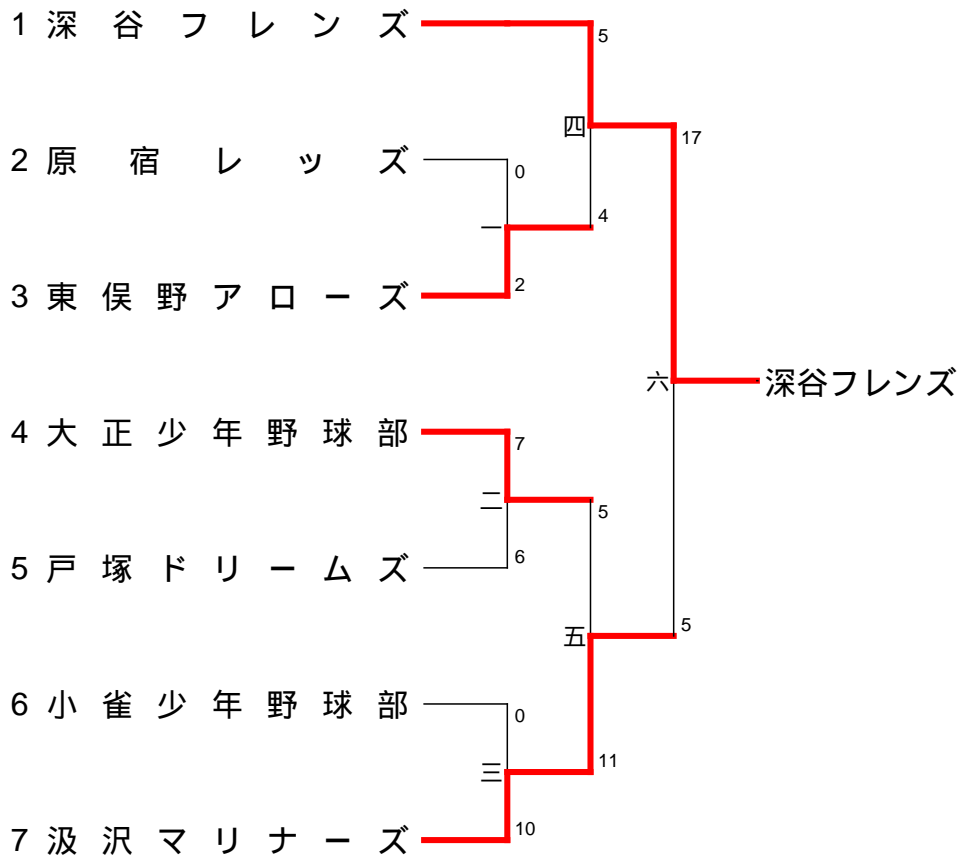 1 深谷フレンズ
5
四
17
2 原宿レッズ
0
一
4
3 東俣野アローズ
2
六
深谷フレンズ
4 大正少年野球部
7
二
5
5 戸塚ドリームズ
6
五
5
6 小雀少年野球部
0
三
11
7 汲沢マリナーズ
10